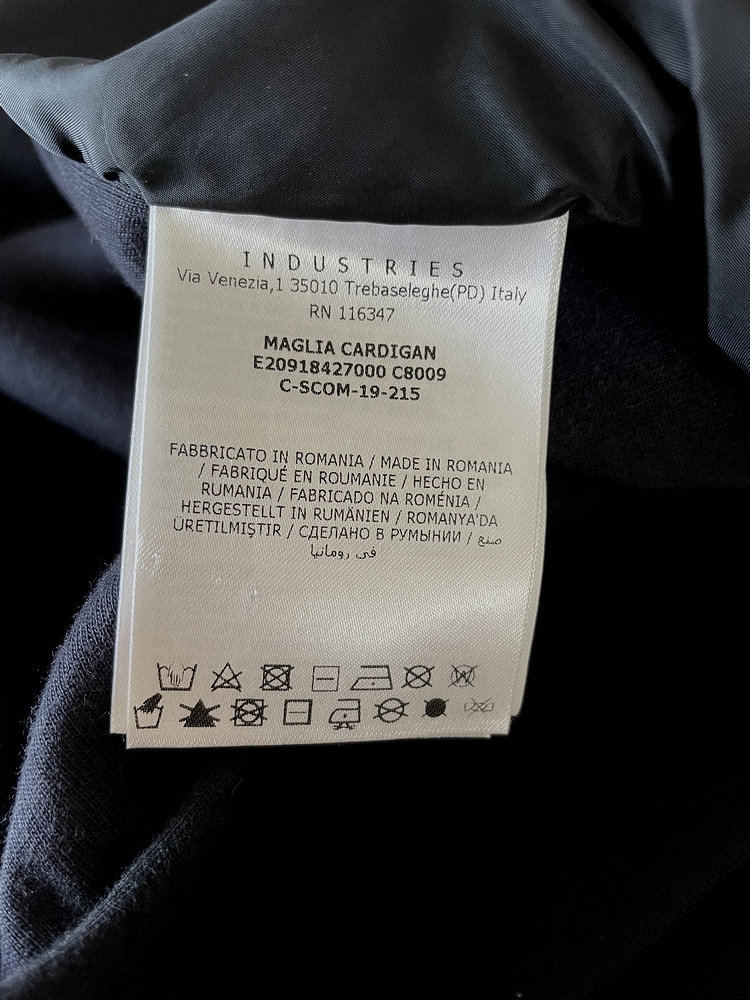 INDUSTRIES
Via Venezia,1 35010 Trebaseleghe(PD) Italy
RN 116347
MAGLIA CARDIGAN
E20918427000 C8009
C-SCOM-19-215
FABBRICATO IN ROMANIA / MADE IN ROMANIA
/ FABRIQUÉ EN ROUMANIE / HECHO EN
RUMANIA / FABRICADO NA ROMÉNIA /
HERGESTELLT IN RUMÄNIEN / ROMANYA'DA
ÜRETILMIŞTIR / СДЕЛАНО В РУМЫНИИ / صنع
في رومانيا